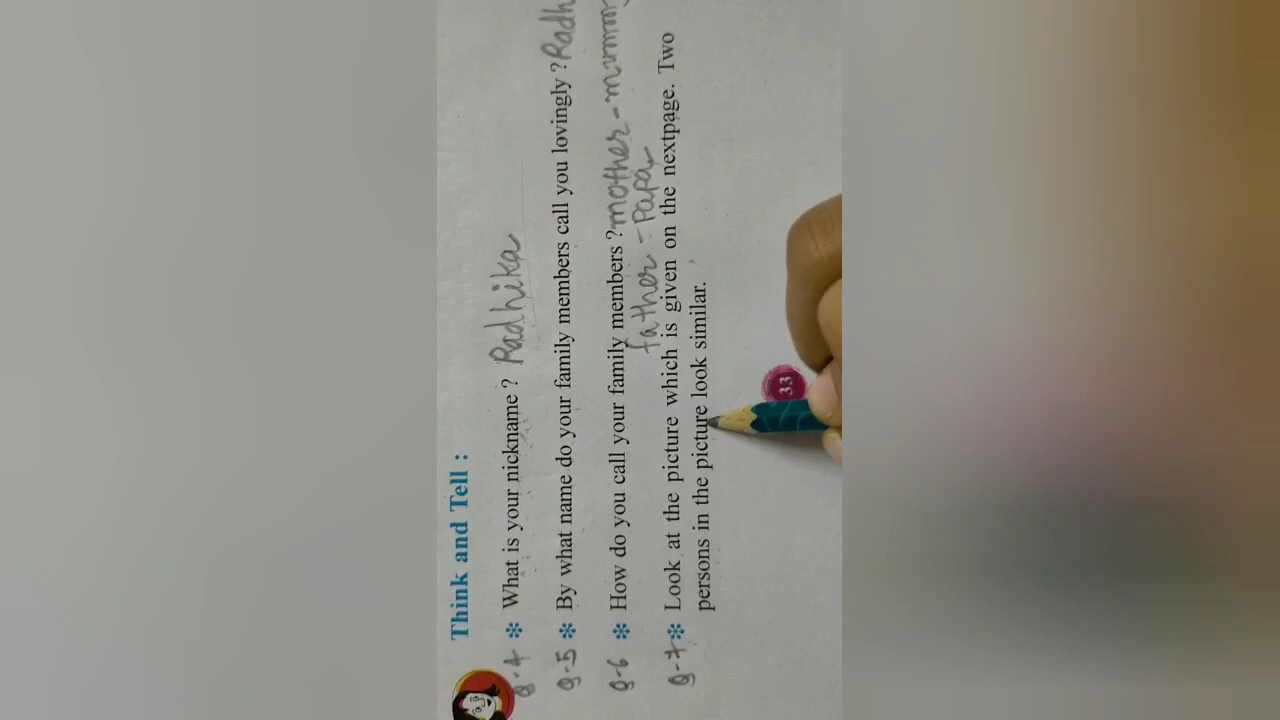 Think and Tell :
Q-4 * What is your nickname ? Radhika
Q-5 * By what name do your family members call you lovingly ? Radh
Q-6 * How do you call your family members ? mother - mummy
father - Papa
Q-7 * Look at the picture which is given on the nextpage. Two
persons in the picture look similar.
33